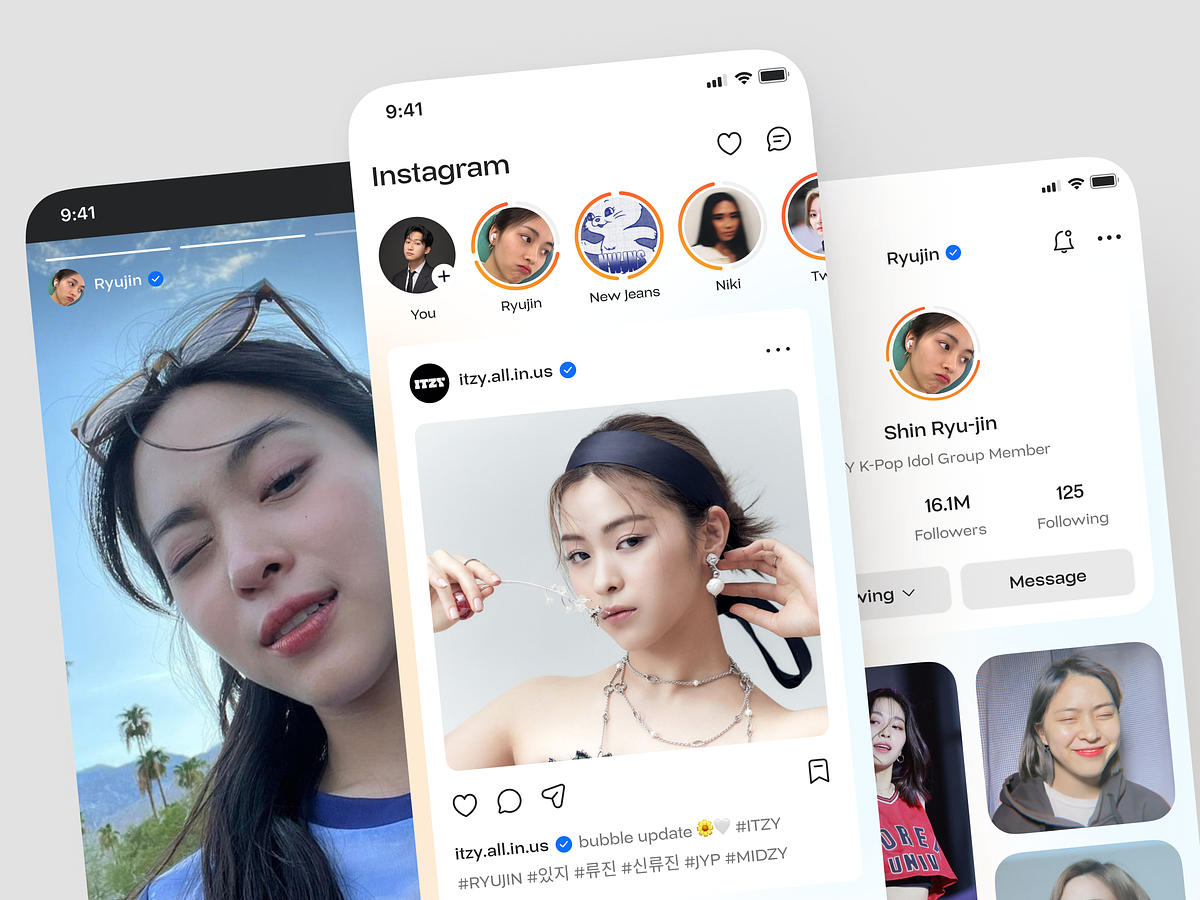 9:41
Ryujin
9:41
Instagram
You
Ryujin
New Jeans
NWJNS
Niki
Tw
ITZY
itzy.all.in.us
itzy.all.in.us bubble update 🌼🤍 #ITZY
#RYUJIN #있지 #류진 #신류진 #JYP #MIDZY
Ryujin
Shin Ryu-jin
Y K-Pop Idol Group Member
16.1M
125
Followers
Following
wing
Message
OREA
UNIV